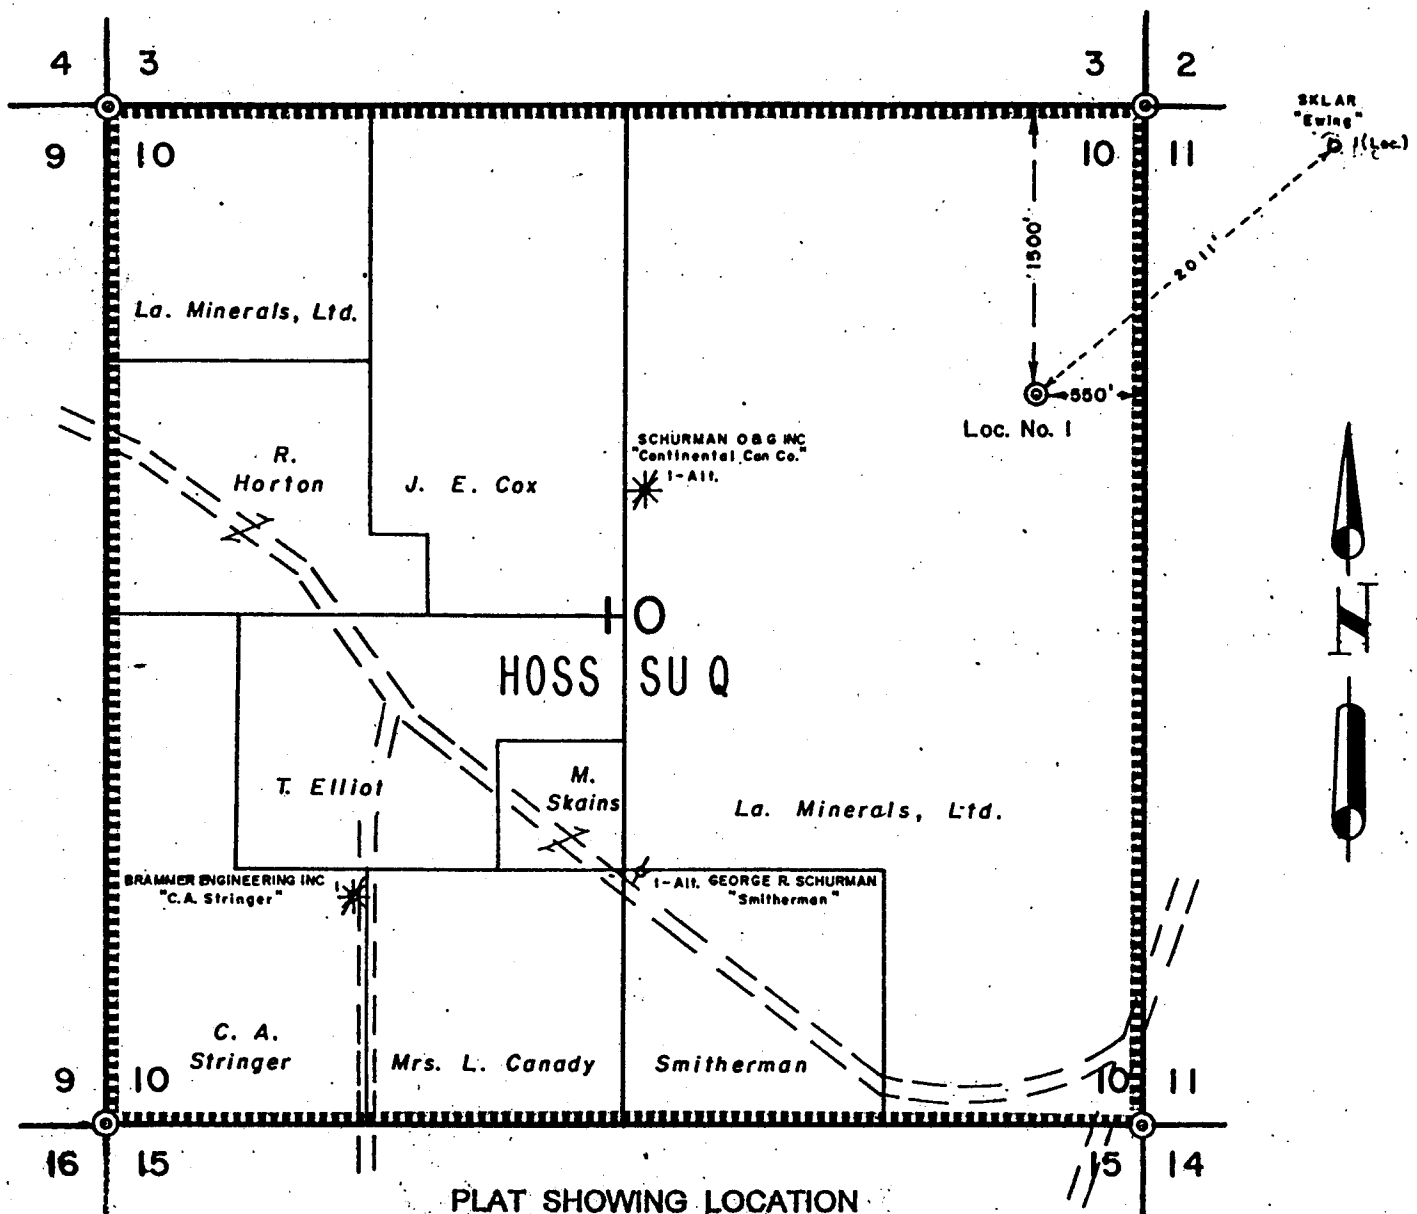 4 3
3 2
SKLAR
"Ewing"
1(Loc.)
9 10
10 11
1500'
2011'
La. Minerals, Ltd.
550'
Loc. No. 1
SCHURMAN O & G INC
"Continental Can Co."
1-Alt.
R.
Horton
J. E. Cox
N
10
HOSS SU Q
T. Elliot
M.
Skains
La. Minerals, Ltd.
BRAMMER ENGINEERING INC
"C.A. Stringer"
1
1-Alt. GEORGE R. SCHURMAN
"Smitherman"
C. A.
Stringer
Mrs. L. Canady
Smitherman
9 10
10 11
16 15
15 14
PLAT SHOWING LOCATION